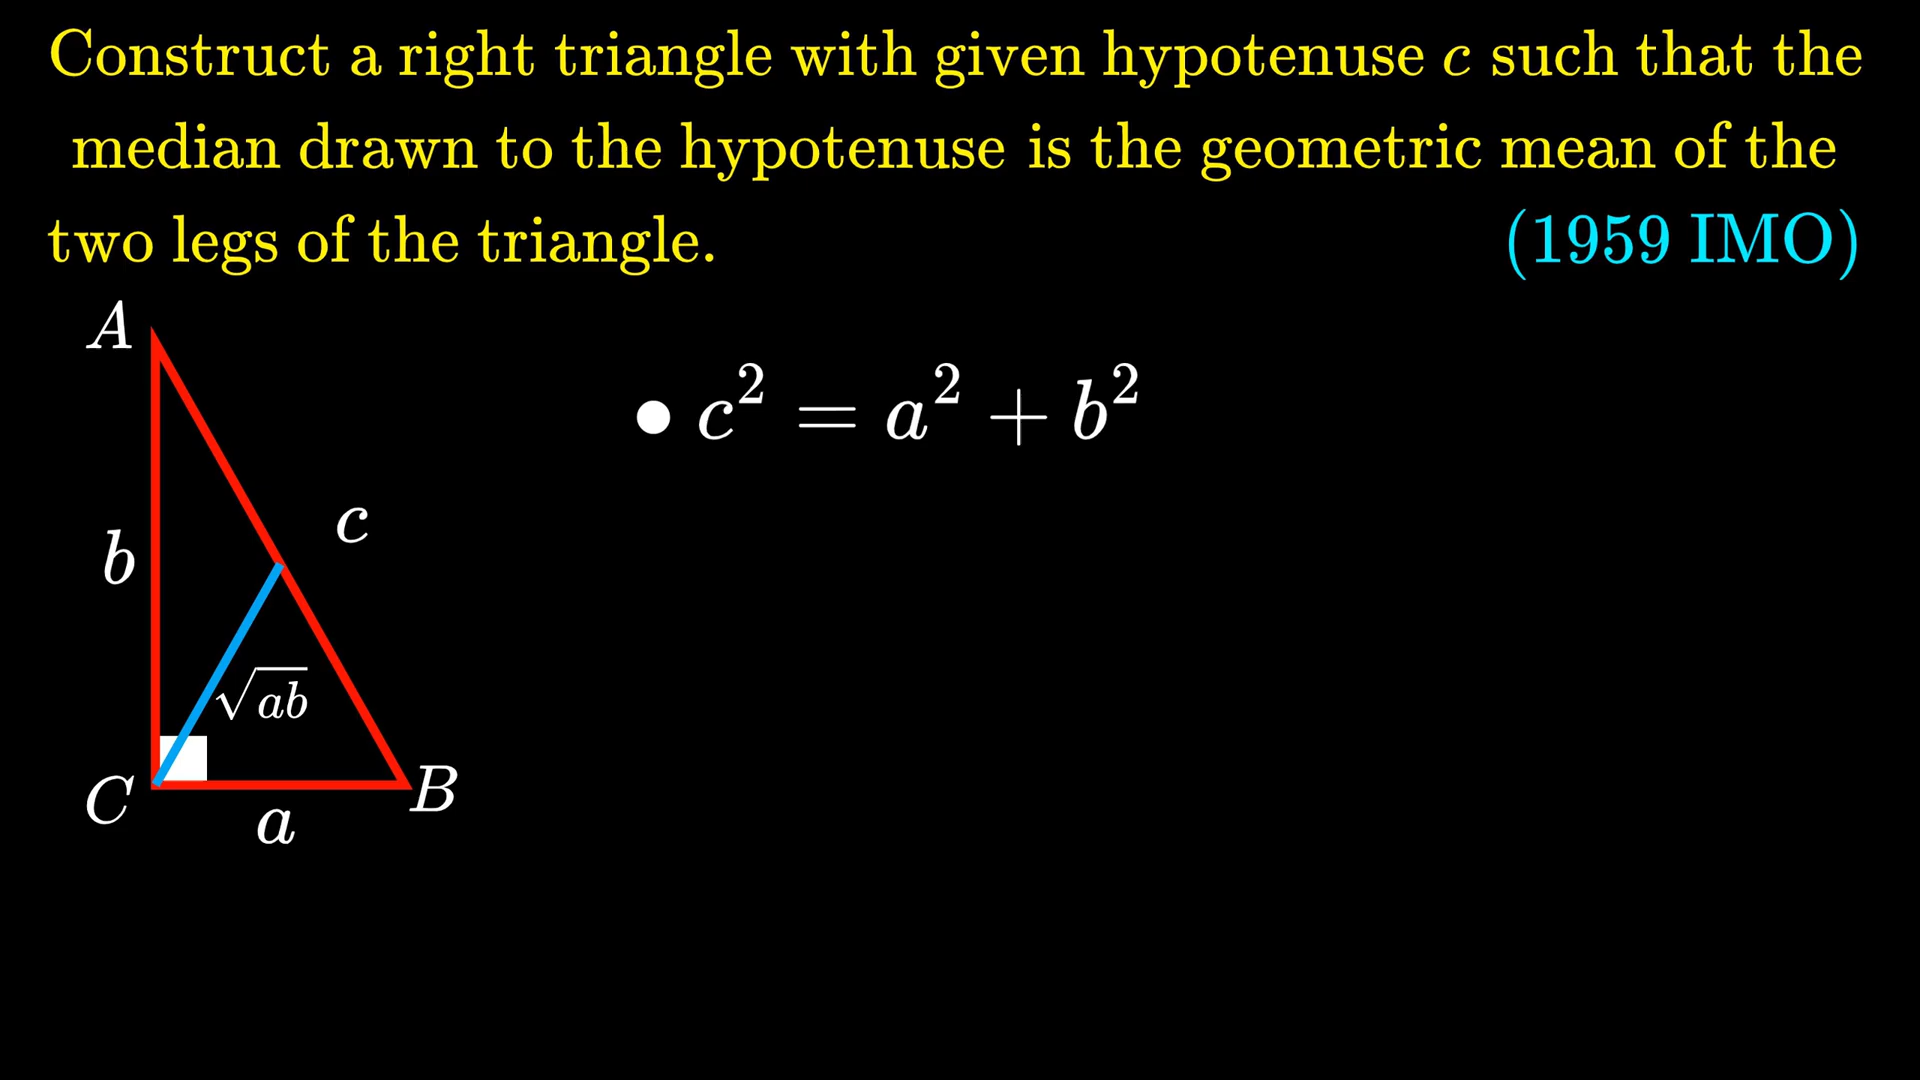 Construct a right triangle with given hypotenuse c such that the
median drawn to the hypotenuse is the geometric mean of the
two legs of the triangle. (1959 IMO)
A
• c² = a² + b²
c
b
√ab
C
B
a